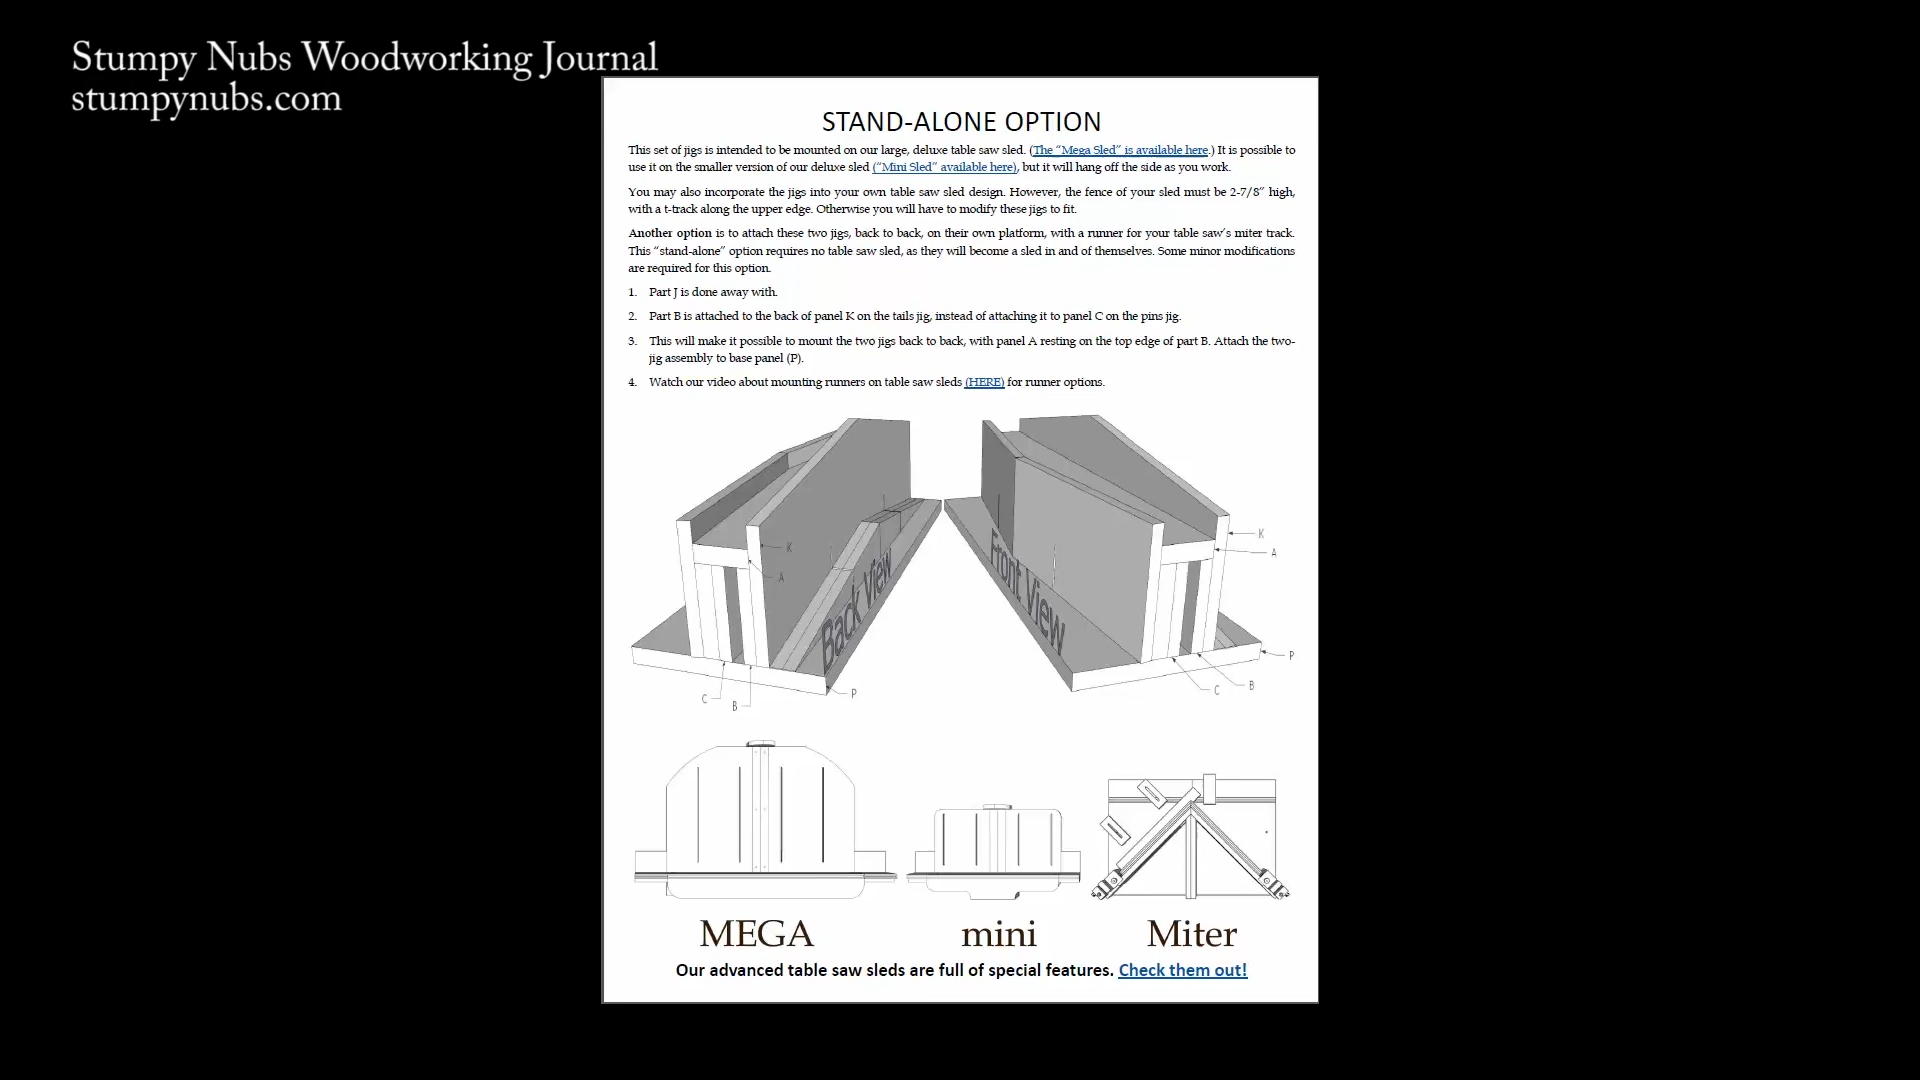 Stumpy Nubs Woodworking Journal
stumpynubs.com
STAND-ALONE OPTION
This set of jigs is intended to be mounted on our large, deluxe table saw sled. (The “Mega Sled” is available here.) It is possible to
use it on the smaller version of our deluxe sled (“Mini Sled” available here), but it will hang off the side as you work.
You may also incorporate the jigs into your own table saw sled design. However, the fence of your sled must be 2-7/8” high,
with a t-track along the upper edge. Otherwise you will have to modify these jigs to fit.
Another option is to attach these two jigs, back to back, on their own platform, with a runner for your table saw’s miter track.
This “stand-alone” option requires no table saw sled, as they will become a sled in and of themselves. Some minor modifications
are required for this option.
1. Part J is done away with.
2. Part B is attached to the back of panel K on the tails jig, instead of attaching it to panel C on the pins jig.
3. This will make it possible to mount the two jigs back to back, with panel A resting on the top edge of part B. Attach the two-
jig assembly to base panel (P).
4. Watch our video about mounting runners on table saw sleds (HERE) for runner options.
K
A
Back View
C
B
P
Front View
K
A
P
C
B
MEGA
mini
Miter
Our advanced table saw sleds are full of special features. Check them out!